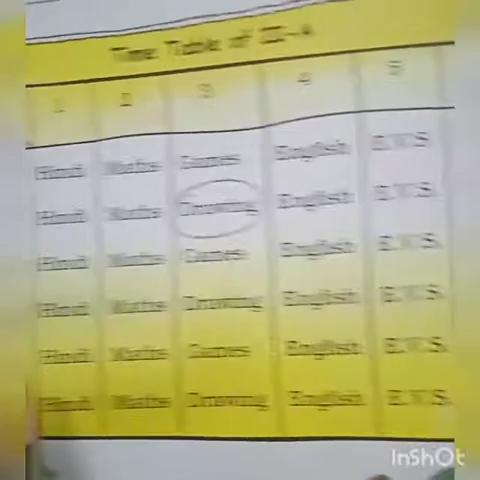 Time Table of III-A
1 2 3 4 5
Hindi Maths Games English E.V.S.
Hindi Maths Drawing English E.V.S.
Hindi Maths Games English E.V.S.
Hindi Maths Drawing English E.V.S.
Hindi Maths Games English E.V.S.
Hindi Maths Drawing English E.V.S.
InShOt